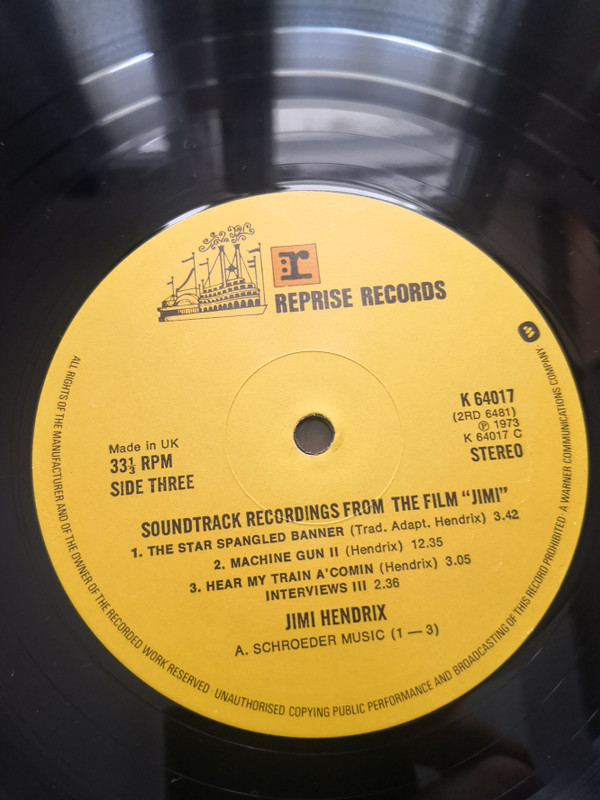 r
REPRISE RECORDS
K 64017
(2RD 6481)
Ⓟ 1973
K 64017 C
STEREO
Made in UK
33⅓ RPM
SIDE THREE
SOUNDTRACK RECORDINGS FROM THE FILM "JIMI"
1. THE STAR SPANGLED BANNER (Trad. Adapt. Hendrix) 3.42
2. MACHINE GUN II (Hendrix) 12.35
3. HEAR MY TRAIN A'COMIN (Hendrix) 3.05
INTERVIEWS III 2.36
JIMI HENDRIX
A. SCHROEDER MUSIC (1 — 3)
ALL RIGHTS OF THE MANUFACTURER AND OF THE OWNER OF THE RECORDED WORK RESERVED · UNAUTHORISED COPYING PUBLIC PERFORMANCE AND BROADCASTING OF THIS RECORD PROHIBITED · A WARNER COMMUNICATIONS COMPANY ·